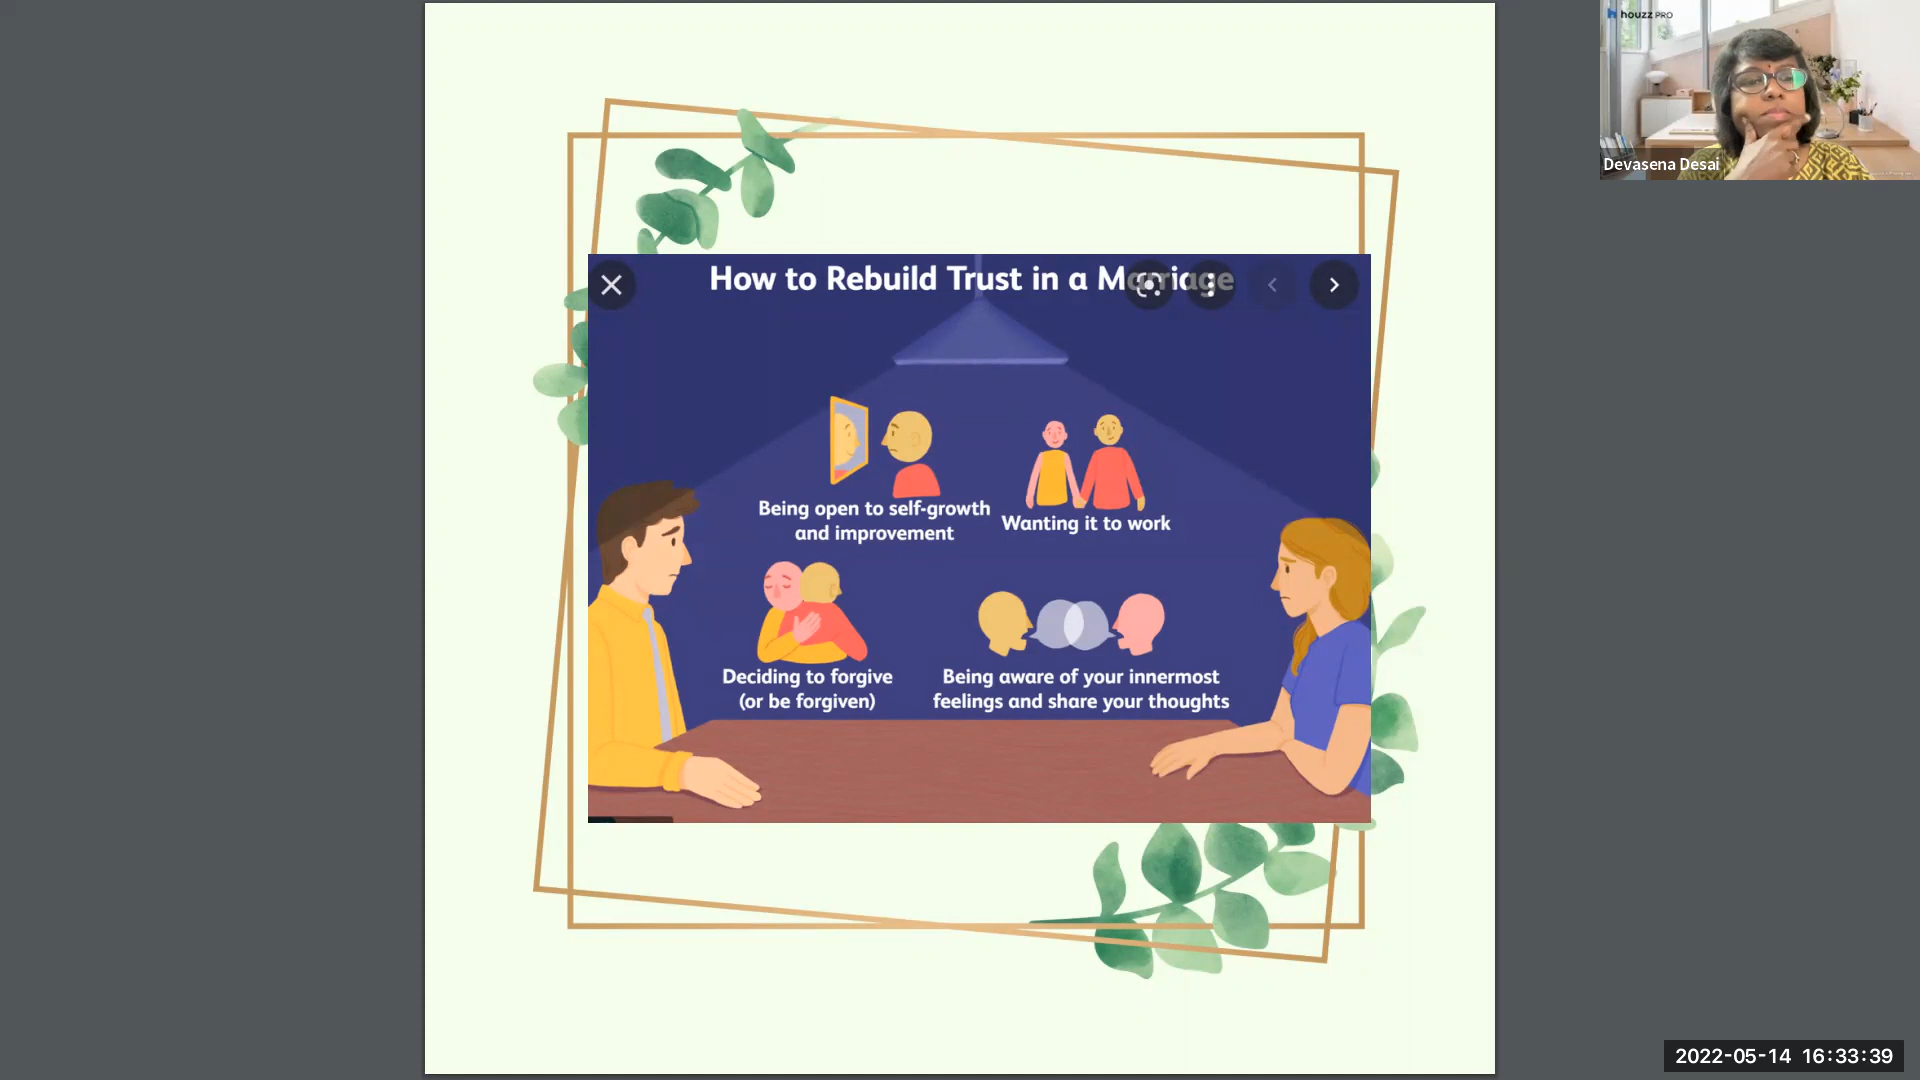 houzz PRO
Devasena Desai
How to Rebuild Trust in a Marriage
Being open to self-growth
and improvement
Wanting it to work
Deciding to forgive
(or be forgiven)
Being aware of your innermost
feelings and share your thoughts
2022-05-14 16:33:39